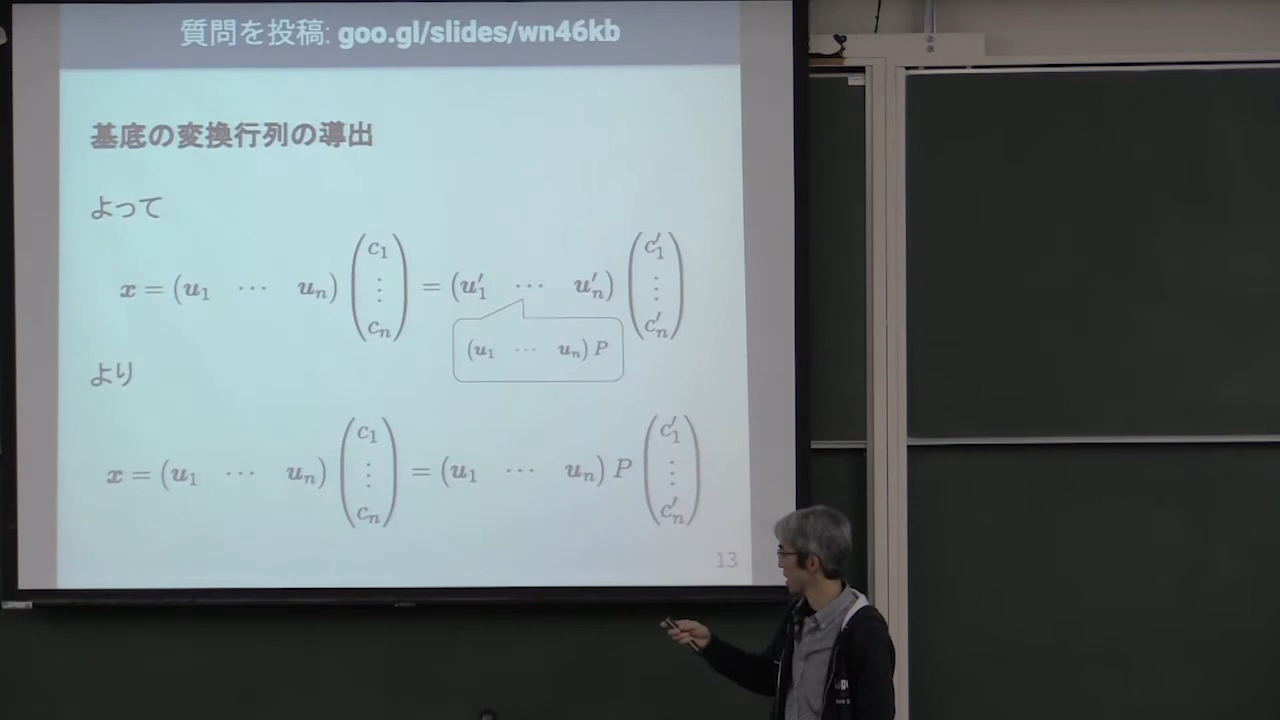 質問を投稿: goo.gl/slides/wn46kb
基底の変換行列の導出
よって
x = (u₁ ⋯ uₙ) (c₁ ⋮ cₙ) = (u′₁ ⋯ u′ₙ) (c′₁ ⋮ c′ₙ)
(u₁ ⋯ uₙ) P
より
x = (u₁ ⋯ uₙ) (c₁ ⋮ cₙ) = (u₁ ⋯ uₙ) P (c′₁ ⋮ c′ₙ)
13